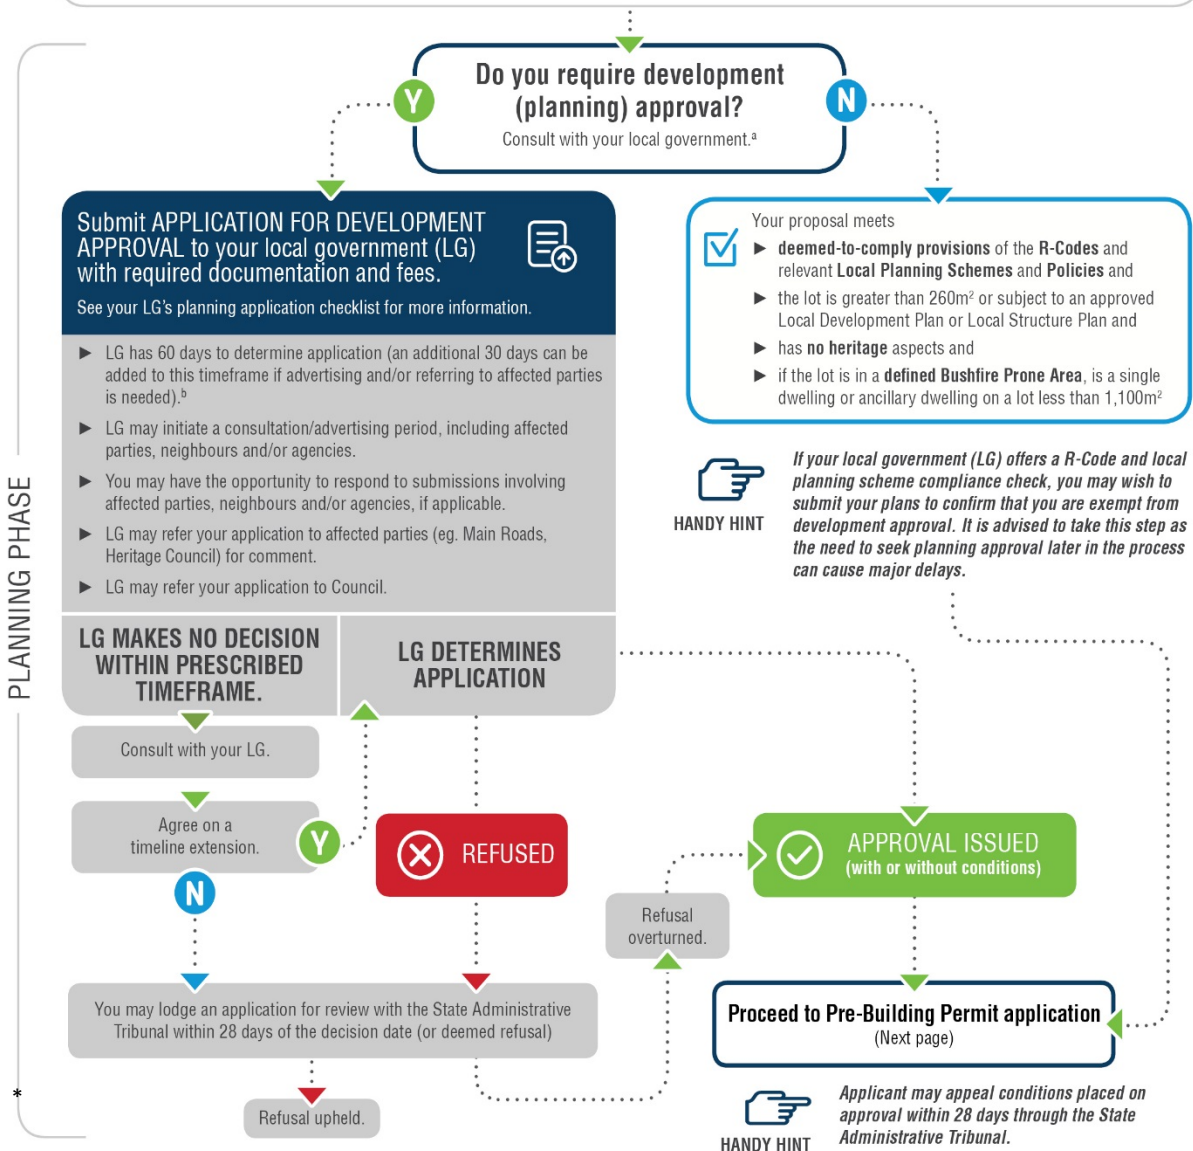 PLANNING PHASE
Do you require development
(planning) approval?
Consult with your local government.ᵃ
Y
N
Submit APPLICATION FOR DEVELOPMENT
APPROVAL to your local government (LG)
with required documentation and fees.
See your LG's planning application checklist for more information.
► LG has 60 days to determine application (an additional 30 days can be
added to this timeframe if advertising and/or referring to affected parties
is needed).ᵇ
► LG may initiate a consultation/advertising period, including affected
parties, neighbours and/or agencies.
► You may have the opportunity to respond to submissions involving
affected parties, neighbours and/or agencies, if applicable.
► LG may refer your application to affected parties (eg. Main Roads,
Heritage Council) for comment.
► LG may refer your application to Council.
Your proposal meets
► deemed-to-comply provisions of the R-Codes and
relevant Local Planning Schemes and Policies and
► the lot is greater than 260m² or subject to an approved
Local Development Plan or Local Structure Plan and
► has no heritage aspects and
► if the lot is in a defined Bushfire Prone Area, is a single
dwelling or ancillary dwelling on a lot less than 1,100m²
HANDY HINT
If your local government (LG) offers a R-Code and local
planning scheme compliance check, you may wish to
submit your plans to confirm that you are exempt from
development approval. It is advised to take this step as
the need to seek planning approval later in the process
can cause major delays.
LG MAKES NO DECISION
WITHIN PRESCRIBED
TIMEFRAME.
LG DETERMINES
APPLICATION
Consult with your LG.
Agree on a
timeline extension.
Y
N
REFUSED
APPROVAL ISSUED
(with or without conditions)
Refusal
overturned.
You may lodge an application for review with the State Administrative
Tribunal within 28 days of the decision date (or deemed refusal)
Refusal upheld.
Proceed to Pre-Building Permit application
(Next page)
HANDY HINT
Applicant may appeal conditions placed on
approval within 28 days through the State
Administrative Tribunal.
*